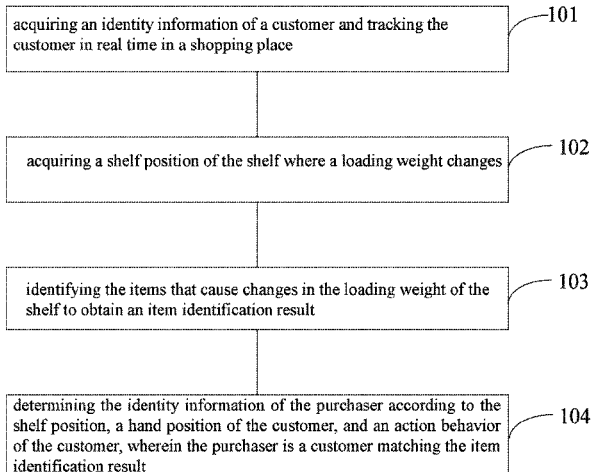 acquiring an identity information of a customer and tracking the
customer in real time in a shopping place
101
acquiring a shelf position of the shelf where a loading weight changes
102
identifying the items that cause changes in the loading weight of the
shelf to obtain an item identification result
103
determining the identity information of the purchaser according to the
shelf position, a hand position of the customer, and an action behavior
of the customer, wherein the purchaser is a customer matching the item
identification result
104